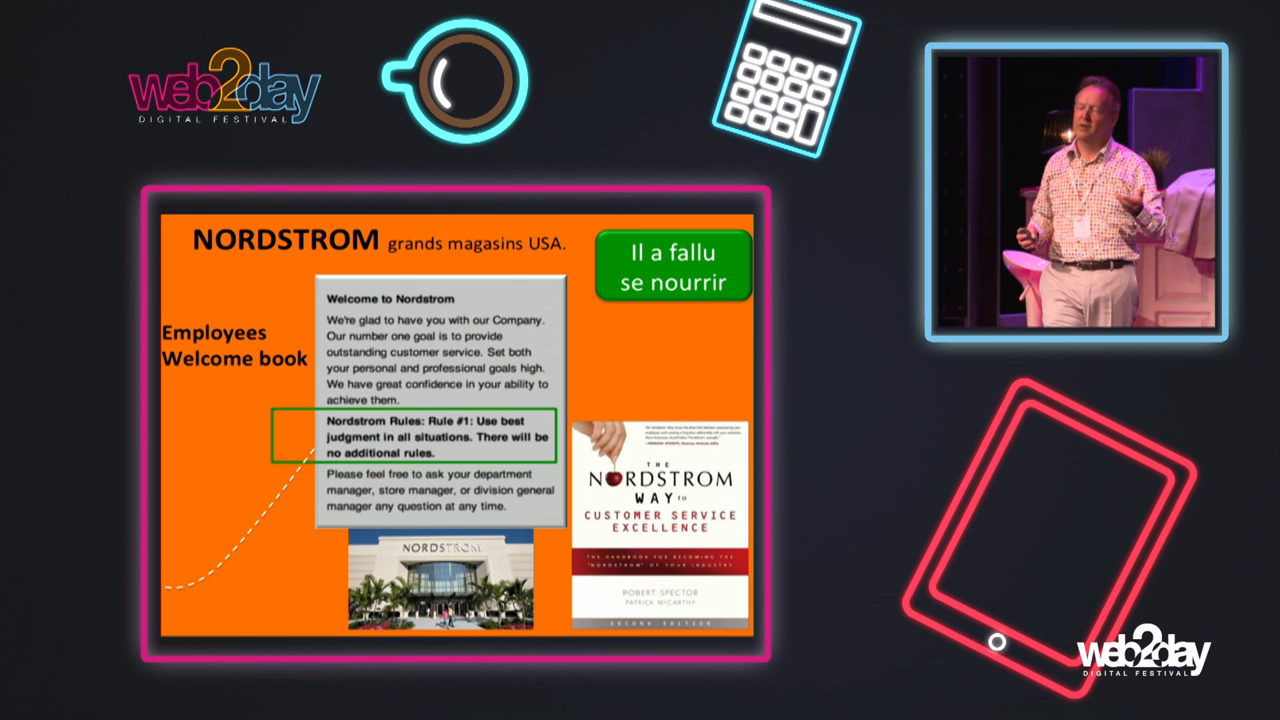 web2day
DIGITAL FESTIVAL
NORDSTROM grands magasins USA.
Il a fallu
se nourrir
Employees
Welcome book
Welcome to Nordstrom
We're glad to have you with our Company.
Our number one goal is to provide
outstanding customer service. Set both
your personal and professional goals high.
We have great confidence in your ability to
achieve them.
Nordstrom Rules: Rule #1: Use best
judgment in all situations. There will be
no additional rules.
Please feel free to ask your department
manager, store manager, or division general
manager any question at any time.
NORDSTROM
THE
NORDSTROM
WAY to
CUSTOMER SERVICE
EXCELLENCE
THE HANDBOOK FOR BECOMING THE
"NORDSTROM" OF YOUR INDUSTRY
ROBERT SPECTOR
PATRICK McCARTHY
SECOND EDITION
web2day
DIGITAL FESTIVAL